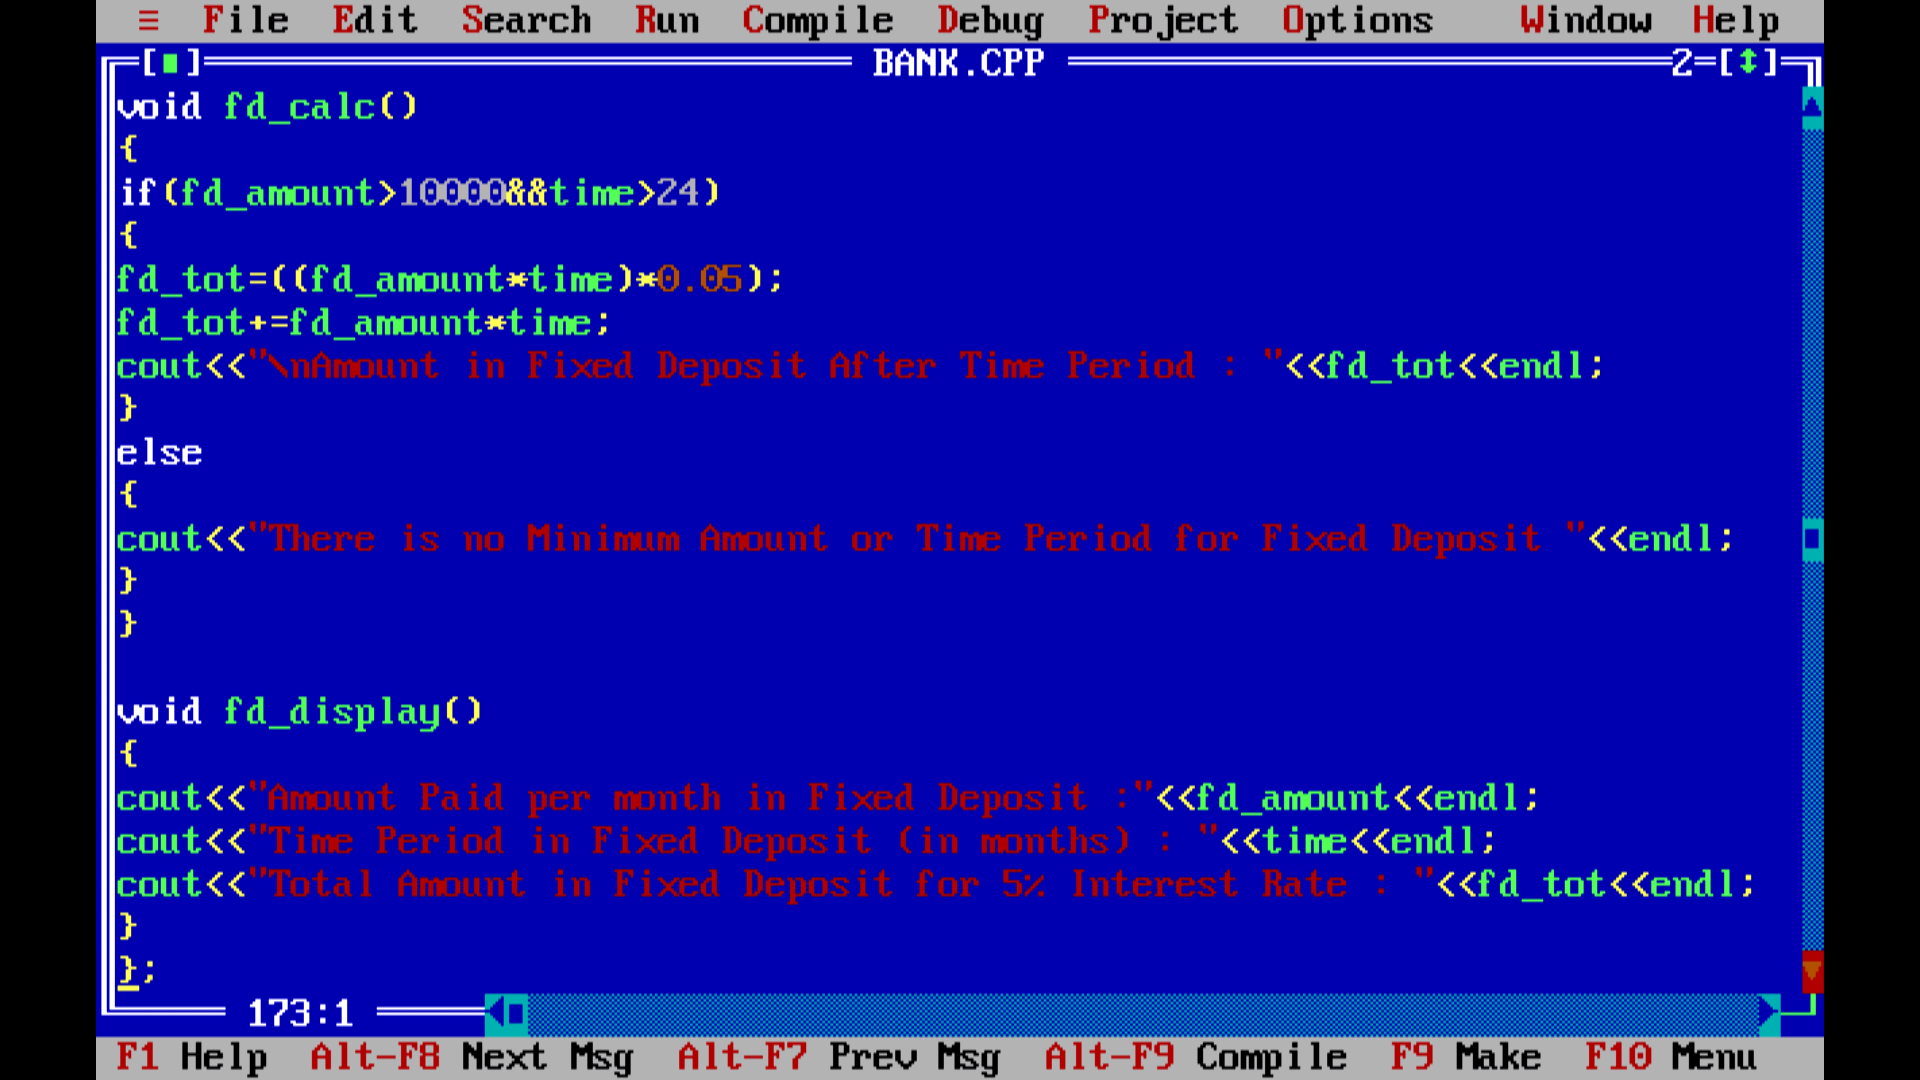 ≡ File Edit Search Run Compile Debug Project Options Window Help
[■] BANK.CPP 2=[↕]
void fd_calc()
{
if(fd_amount>10000&&time>24)
{
fd_tot=((fd_amount*time)*0.05);
fd_tot+=fd_amount*time;
cout<<"\nAmount in Fixed Deposit After Time Period : "<<fd_tot<<endl;
}
else
{
cout<<"There is no Minimum Amount or Time Period for Fixed Deposit "<<endl;
}
}
void fd_display()
{
cout<<"Amount Paid per month in Fixed Deposit :"<<fd_amount<<endl;
cout<<"Time Period in Fixed Deposit (in months) : "<<time<<endl;
cout<<"Total Amount in Fixed Deposit for 5% Interest Rate : "<<fd_tot<<endl;
}
};
173:1
F1 Help Alt-F8 Next Msg Alt-F7 Prev Msg Alt-F9 Compile F9 Make F10 Menu